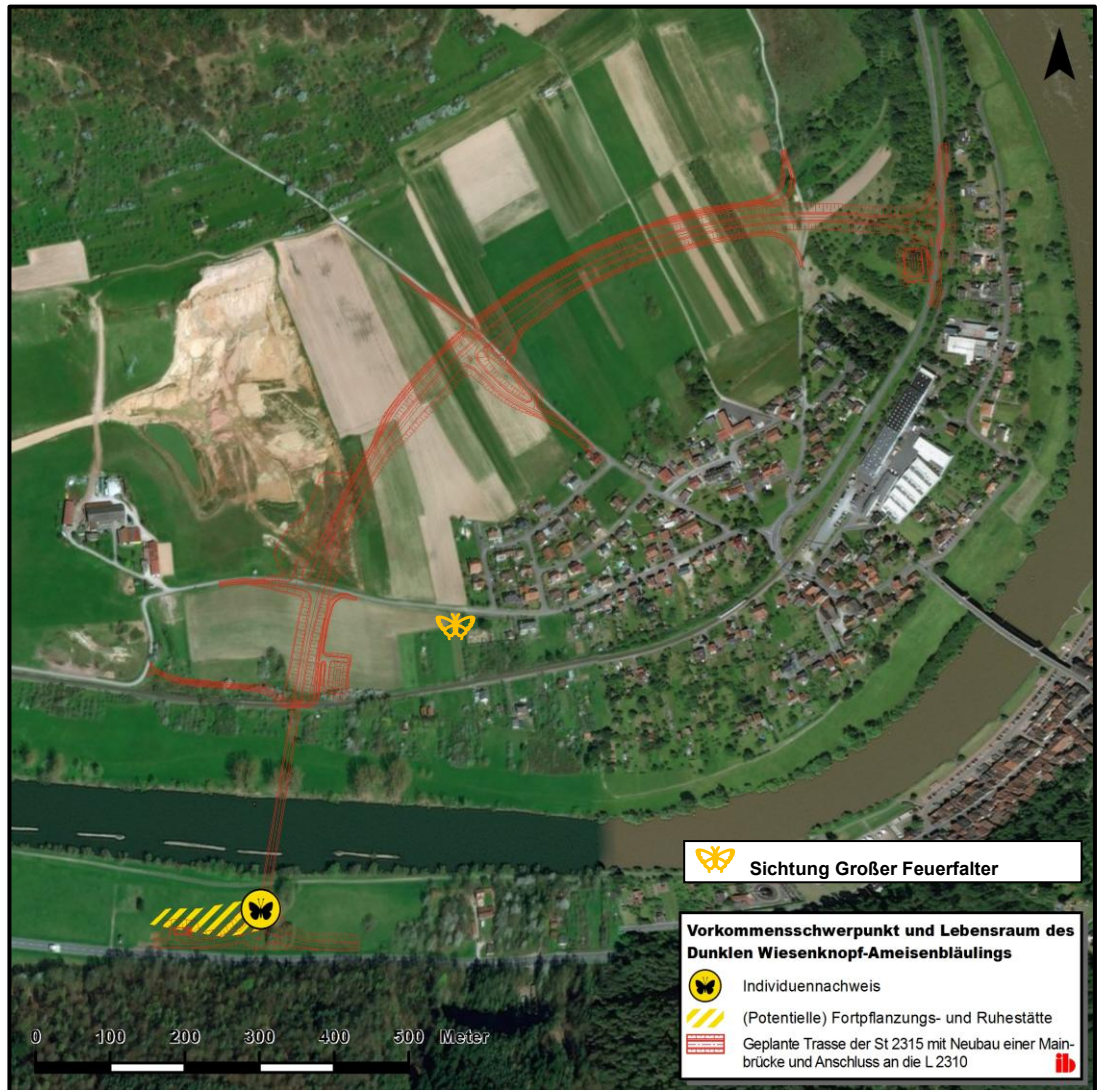 Sichtung Großer Feuerfalter
Vorkommensschwerpunkt und Lebensraum des
Dunklen Wiesenknopf-Ameisenbläulings
Individuennachweis
(Potentielle) Fortpflanzungs- und Ruhestätte
Geplante Trasse der St 2315 mit Neubau einer Main-
brücke und Anschluss an die L 2310
ib
0 100 200 300 400 500 Meter